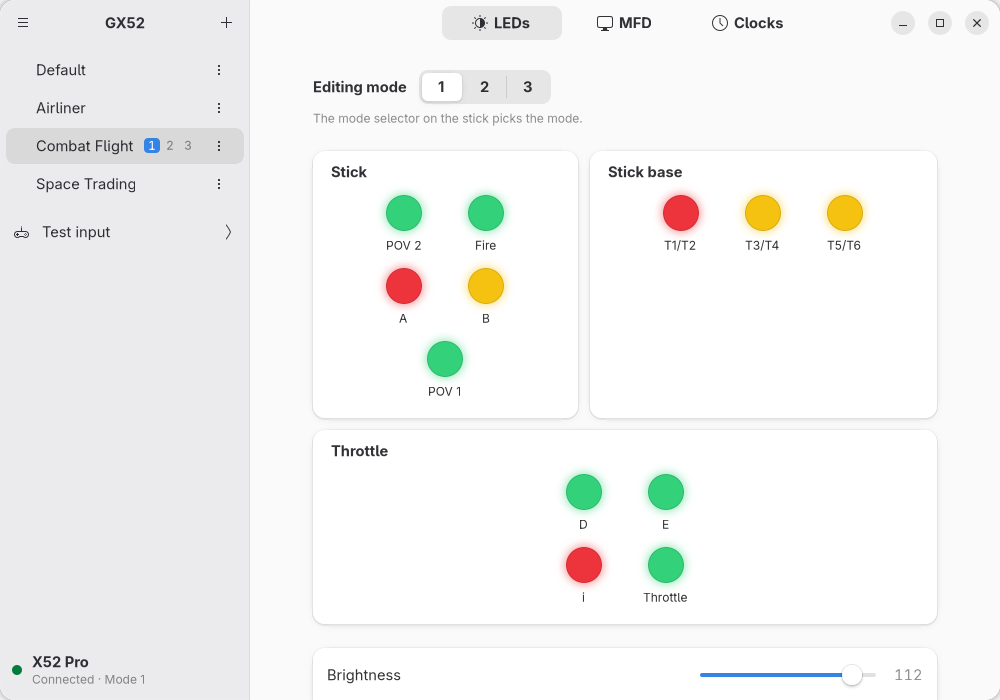 GX52
Default
Airliner
Combat Flight 1 2 3
Space Trading
Test input
X52 Pro
Connected · Mode 1
LEDs MFD Clocks
Editing mode 1 2 3
The mode selector on the stick picks the mode.
Stick
POV 2 Fire
A B
POV 1
Stick base
T1/T2 T3/T4 T5/T6
Throttle
D E
i Throttle
Brightness 112